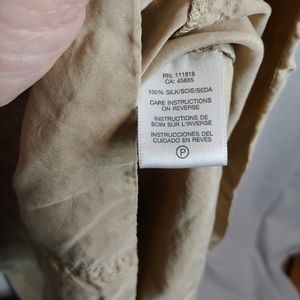 RN: 111818
CA: 45885
100% SILK/SOIE/SEDA
CARE INSTRUCTIONS
ON REVERSE
INSTRUCTIONS DE
SOIN SUR L'INVERSE
INSTRUCCIONES DEL
CUIDADO EN REVÉS
P